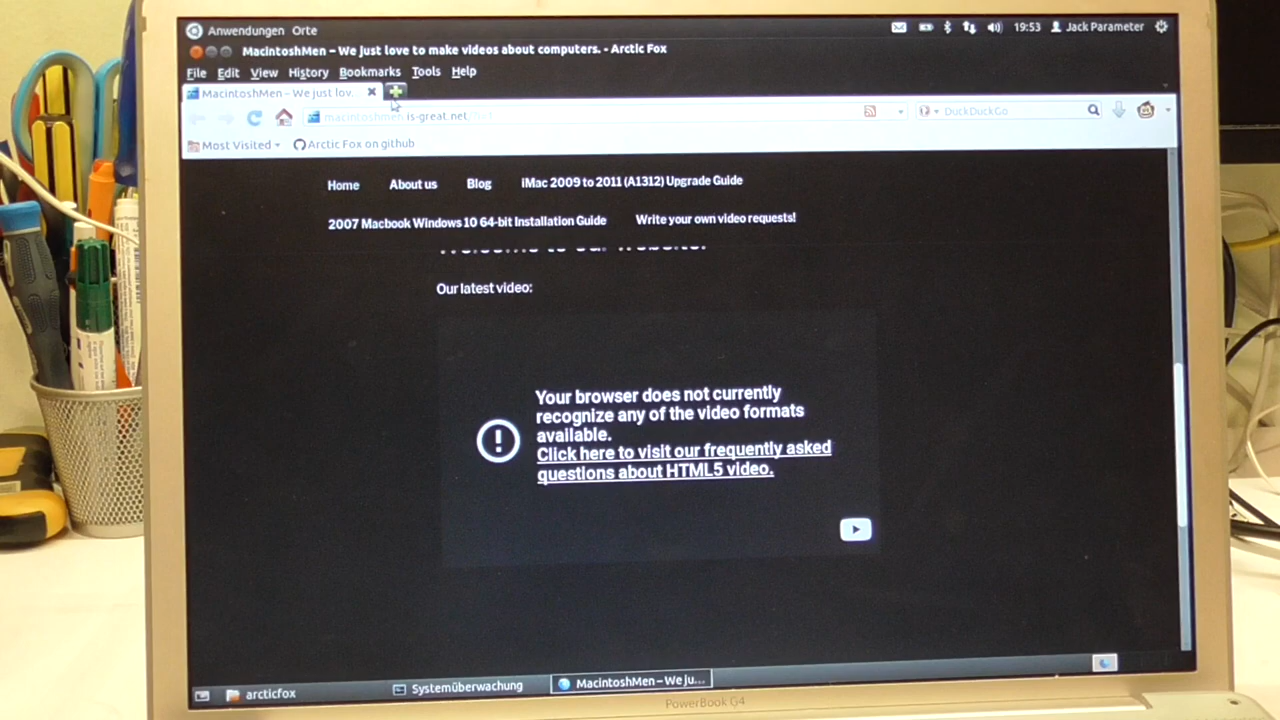 Anwendungen Orte 19:53 Jack Parameter
MacintoshMen – We just love to make videos about computers. - Arctic Fox
File Edit View History Bookmarks Tools Help
MacintoshMen – We just lov...
macintoshmen.is-great.net DuckDuckGo
Most Visited Arctic Fox on github
Home About us Blog iMac 2009 to 2011 (A1312) Upgrade Guide
2007 Macbook Windows 10 64-bit Installation Guide Write your own video requests!
Welcome to our website!
Our latest video:
Your browser does not currently
recognize any of the video formats
available.
Click here to visit our frequently asked
questions about HTML5 video.
arcticfox Systemüberwachung MacintoshMen – We ju...
PowerBook G4